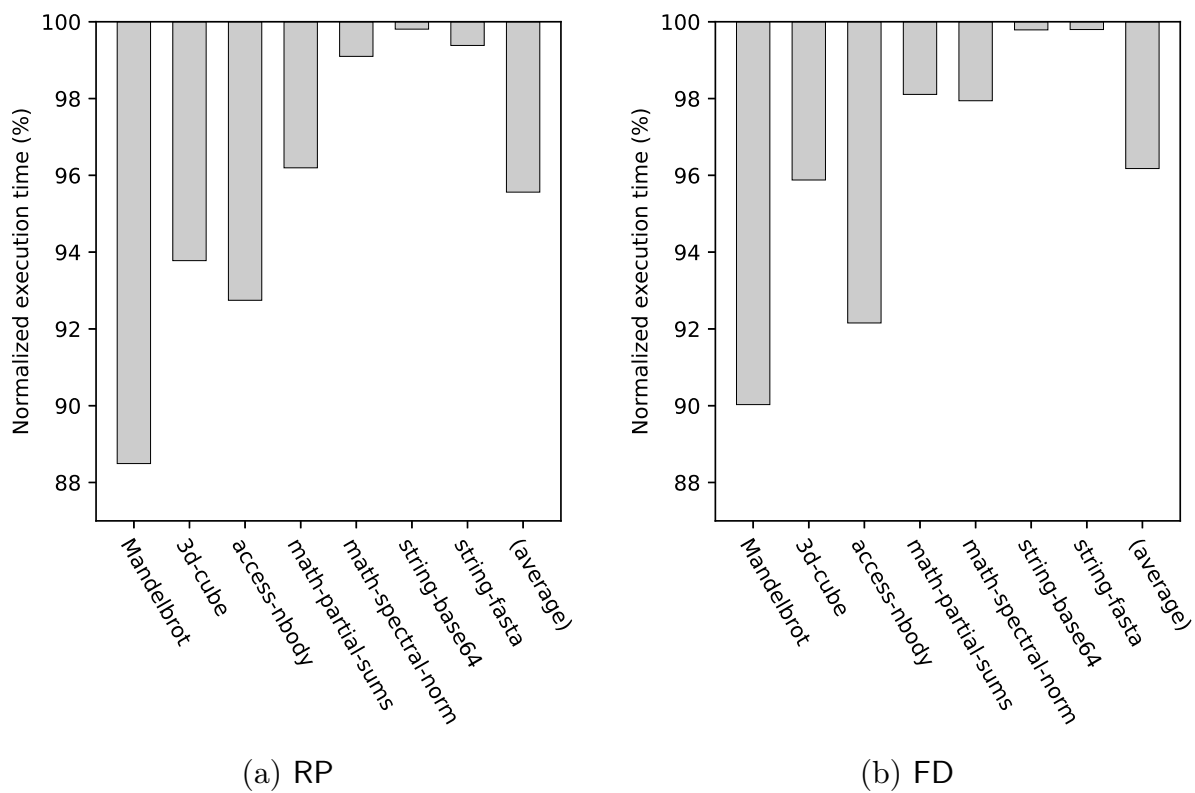 Normalized execution time (%)
100
98
96
94
92
90
88
Mandelbrot
3d-cube
access-nbody
math-partial-sums
math-spectral-norm
string-base64
string-fasta
(average)
(a) RP
Normalized execution time (%)
100
98
96
94
92
90
88
Mandelbrot
3d-cube
access-nbody
math-partial-sums
math-spectral-norm
string-base64
string-fasta
(average)
(b) FD